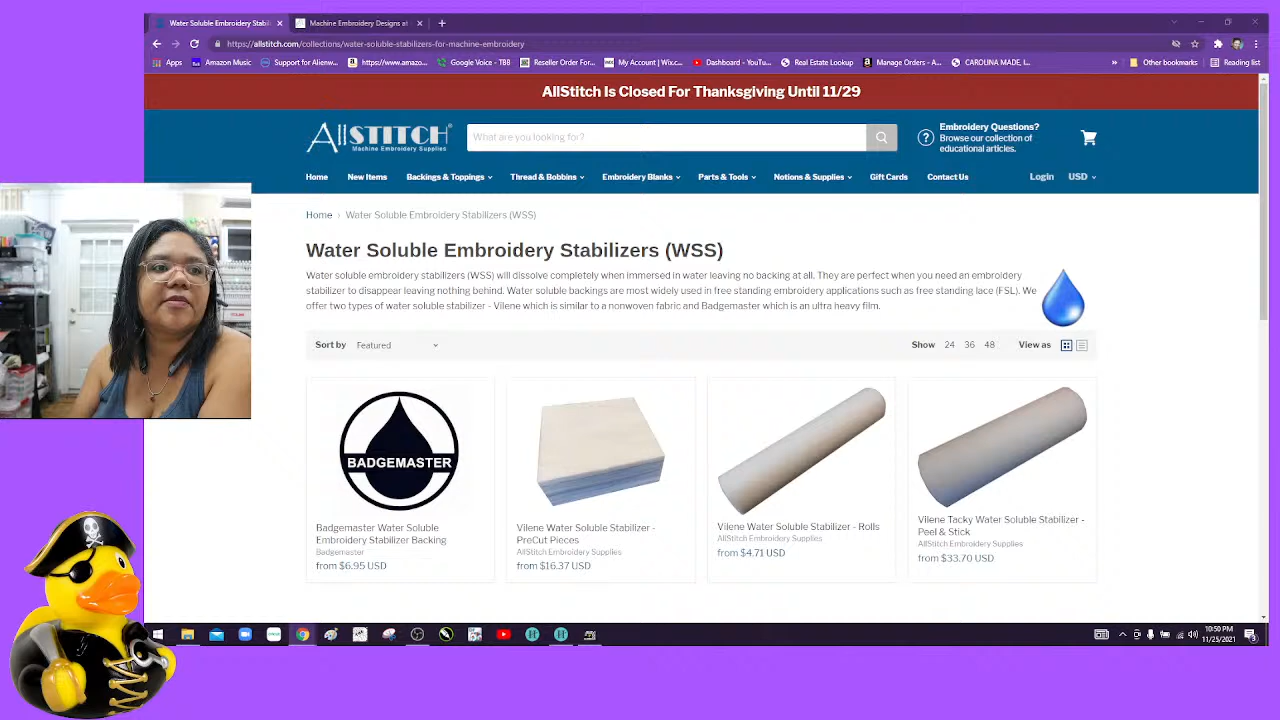 Water Soluble Embroidery Stabili
Machine Embroidery Designs at
https://allstitch.com/collections/water-soluble-stabilizers-for-machine-embroidery
Apps
Amazon Music
Support for Alienw...
https://www.amazo...
Google Voice - TBB
Reseller Order For...
My Account | Wix.c...
Dashboard - YouTu...
Real Estate Lookup
Manage Orders - A...
CAROLINA MADE, I...
Other bookmarks
Reading list
AllStitch Is Closed For Thanksgiving Until 11/29
AllSTITCH
Machine Embroidery Supplies
What are you looking for?
Embroidery Questions?
Browse our collection of
educational articles.
Home
New Items
Backings & Toppings
Thread & Bobbins
Embroidery Blanks
Parts & Tools
Notions & Supplies
Gift Cards
Contact Us
Login
USD
Home › Water Soluble Embroidery Stabilizers (WSS)
Water Soluble Embroidery Stabilizers (WSS)
Water soluble embroidery stabilizers (WSS) will dissolve completely when immersed in water leaving no backing at all. They are perfect when you need an embroidery
stabilizer to disappear leaving nothing behind. Water soluble backings are most widely used in free standing embroidery applications such as free standing lace (FSL). We
offer two types of water soluble stabilizer - Vilene which is similar to a nonwoven fabric and Badgemaster which is an ultra heavy film.
Sort by
Featured
Show
24
36
48
View as
BADGEMASTER
Badgemaster Water Soluble
Embroidery Stabilizer Backing
Badgemaster
from $6.95 USD
Vilene Water Soluble Stabilizer -
PreCut Pieces
AllStitch Embroidery Supplies
from $16.37 USD
Vilene Water Soluble Stabilizer - Rolls
AllStitch Embroidery Supplies
from $4.71 USD
Vilene Tacky Water Soluble Stabilizer -
Peel & Stick
AllStitch Embroidery Supplies
from $33.70 USD
10:50 PM
11/25/2021